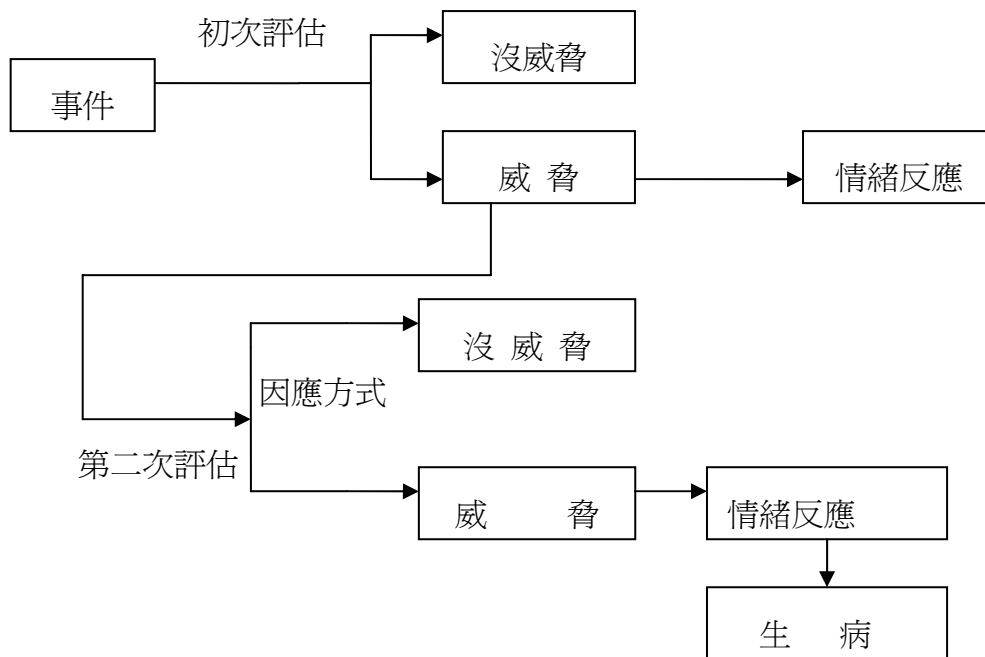 初次評估
沒威脅
事件
威 脅
情緒反應
沒 威 脅
因應方式
第二次評估
威 脅
情緒反應
生 病